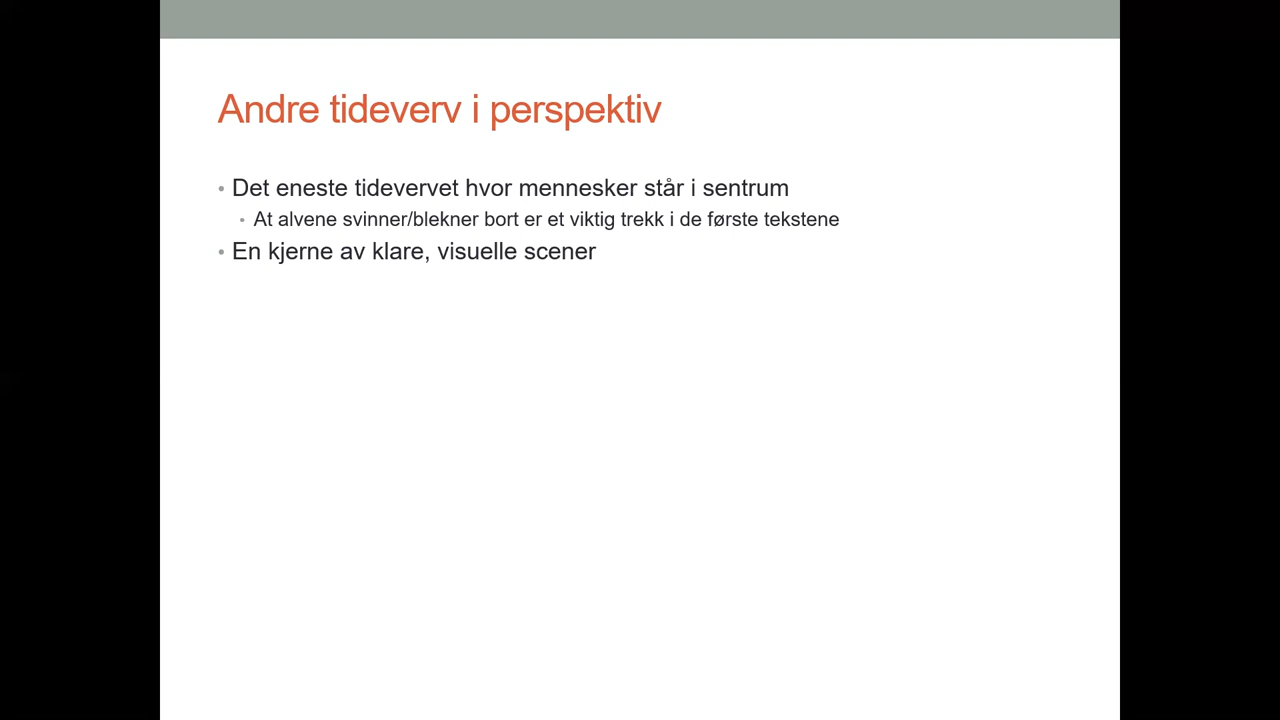 Andre tideverv i perspektiv
• Det eneste tidevervet hvor mennesker står i sentrum
• At alvene svinner/blekner bort er et viktig trekk i de første tekstene
• En kjerne av klare, visuelle scener